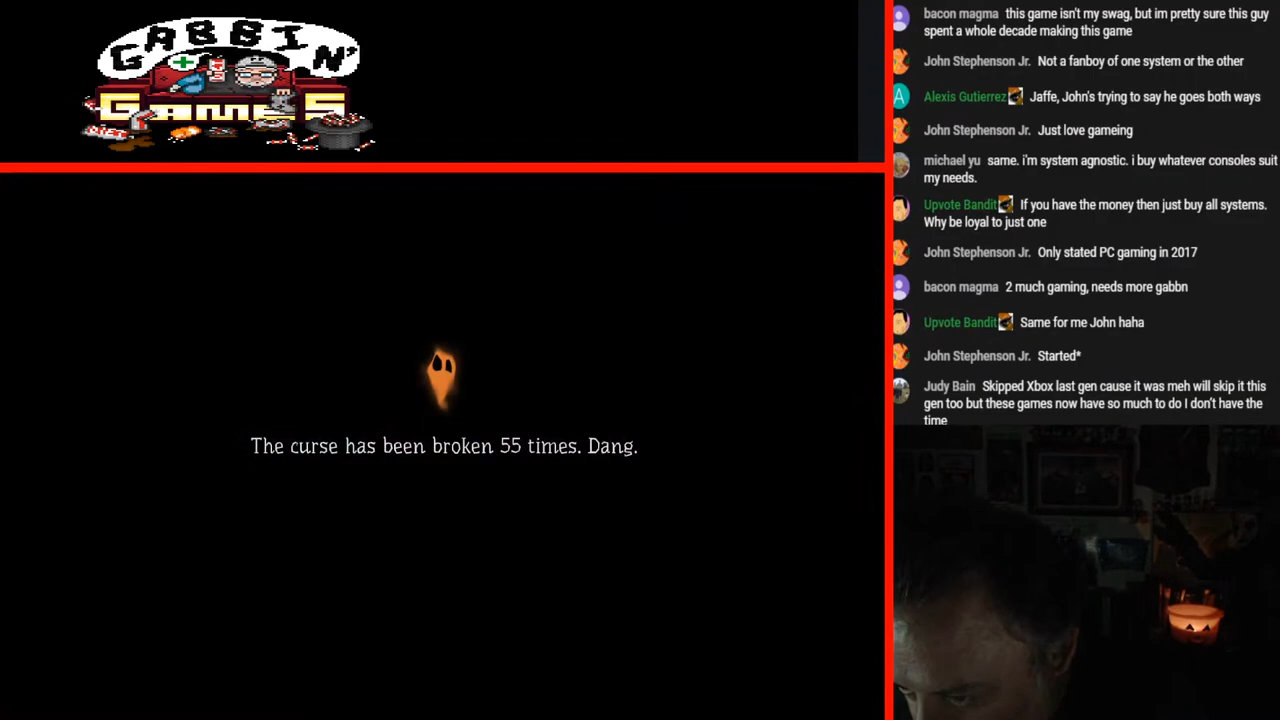 GABBIN'
GAMES
The curse has been broken 55 times. Dang.
bacon magma this game isn't my swag, but im pretty sure this guy
spent a whole decade making this game
John Stephenson Jr. Not a fanboy of one system or the other
A Alexis Gutierrez Jaffe, John's trying to say he goes both ways
John Stephenson Jr. Just love gameing
michael yu same. i'm system agnostic. i buy whatever consoles suit
my needs.
Upvote Bandit If you have the money then just buy all systems.
Why be loyal to just one
John Stephenson Jr. Only stated PC gaming in 2017
bacon magma 2 much gaming, needs more gabbn
Upvote Bandit Same for me John haha
John Stephenson Jr. Started*
Judy Bain Skipped Xbox last gen cause it was meh will skip it this
gen too but these games now have so much to do I don't have the
time